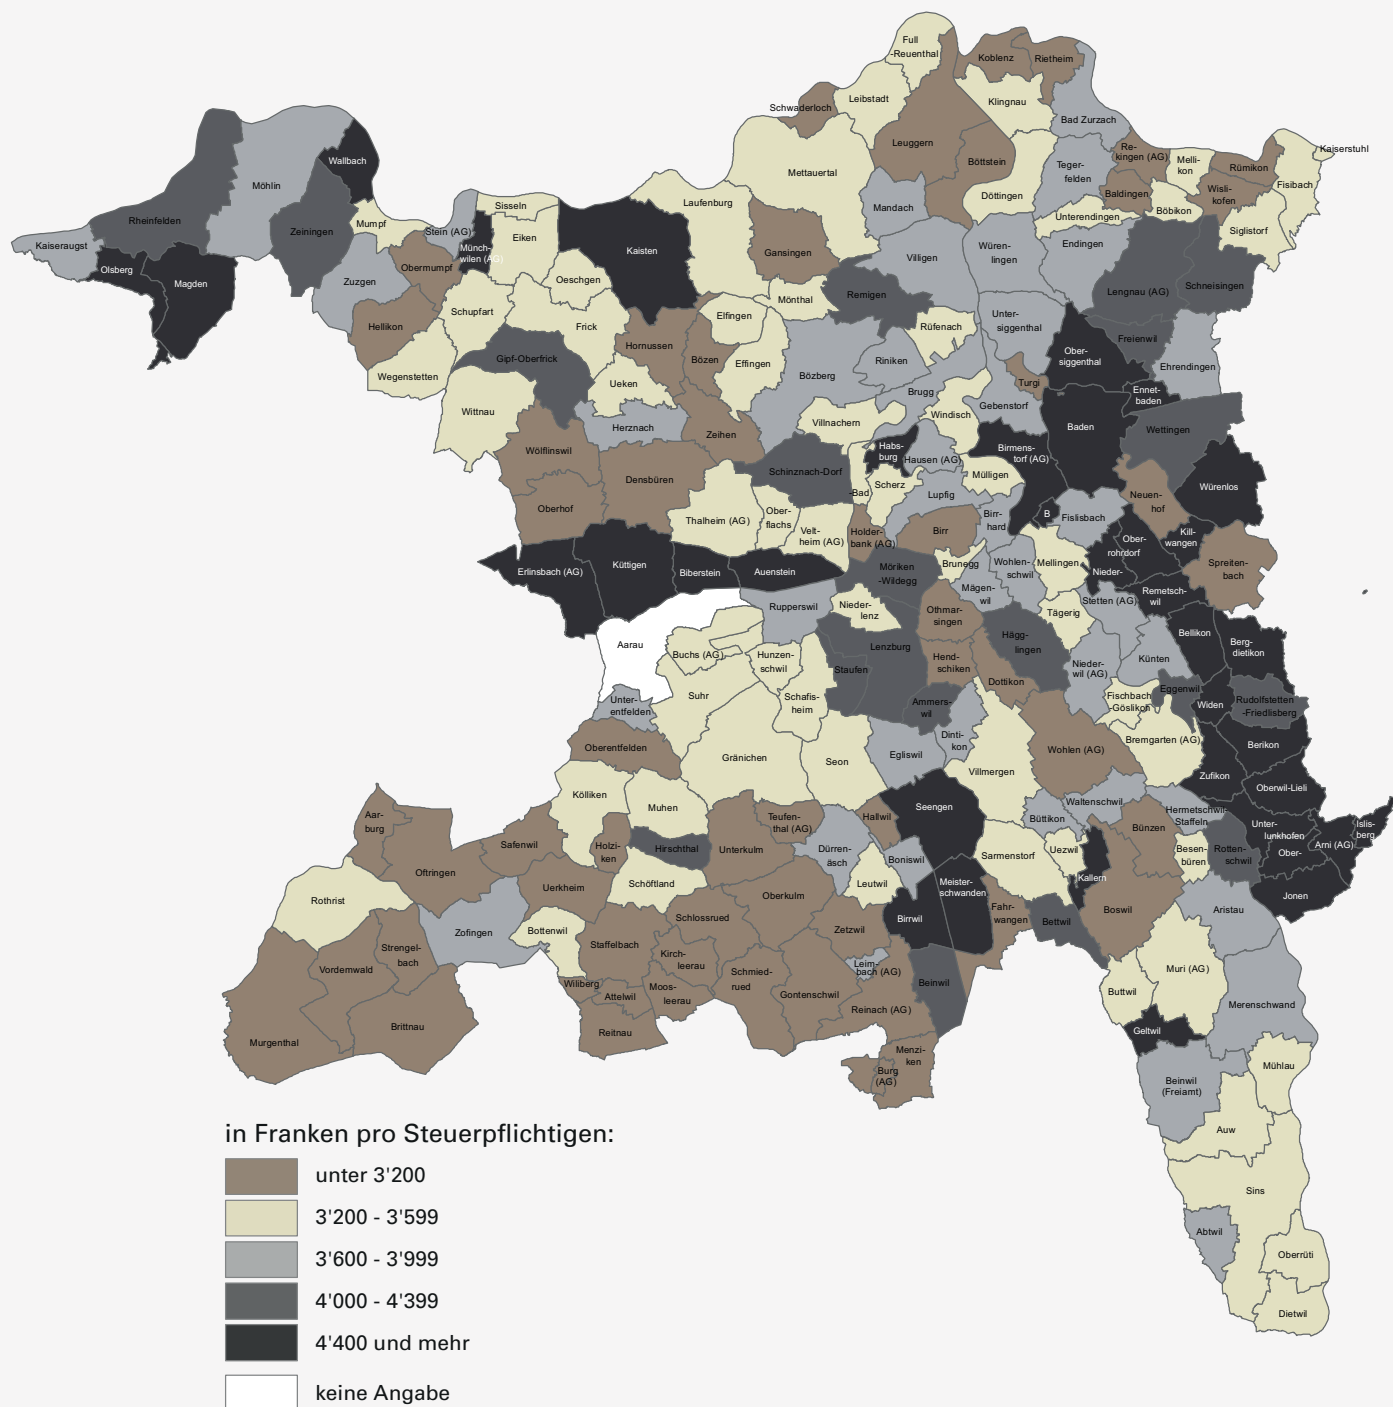 Full
-Reuenthal
Koblenz
Rietheim
Schwaderloch
Leibstadt
Klingnau
Bad Zurzach
Wallbach
Leuggern
Böttstein
Re-
kingen (AG)
Melli-
kon
Rümikon
Kaiserstuhl
Möhlin
Mettauertal
Teger-
felden
Fisibach
Döttingen
Baldingen
Wisli-
kofen
Rheinfelden
Mumpf
Sisseln
Laufenburg
Mandach
Unterendingen
Böbikon
Zeiningen
Stein (AG)
Eiken
Siglistorf
Kaiseraugst
Münch-
wilen (AG)
Kaisten
Gansingen
Villigen
Würen-
lingen
Endingen
Olsberg
Magden
Zuzgen
Obermumpf
Oeschgen
Mönthal
Remigen
Lengnau (AG)
Schneisingen
Hellikon
Schupfart
Frick
Elfingen
Rüfenach
Unter-
siggenthal
Freienwil
Gipf-Oberfrick
Hornussen
Bözen
Effingen
Riniken
Ober-
siggenthal
Ehrendingen
Wegenstetten
Ueken
Bözberg
Brugg
Turgi
Ennet-
baden
Wittnau
Herznach
Zeihen
Villnachern
Windisch
Gebenstorf
Baden
Wettingen
Wölflinswil
Habs-
burg
Hausen (AG)
Birmens-
torf (AG)
Densbüren
Schinznach-Dorf
-Bad
Scherz
Mülligen
Neuen-
hof
Würenlos
Oberhof
Thalheim (AG)
Ober-
flachs
Lupfig
Birr-
hard
B
Fislisbach
Velt-
heim (AG)
Holder-
bank (AG)
Birr
Ober-
rohrdorf
Kill-
wangen
Erlinsbach (AG)
Küttigen
Biberstein
Auenstein
Möriken
-Wildegg
Brunegg
Wohlen-
schwil
Mellingen
Nieder-
Spreiten-
bach
Rupperswil
Nieder-
lenz
Mägen-
wil
Stetten (AG)
Remetsch-
wil
Aarau
Othmar-
singen
Tägerig
Bellikon
Berg-
dietikon
Buchs (AG)
Hunzen-
schwil
Lenzburg
Hägg-
lingen
Künten
Suhr
Schafis-
heim
Staufen
Hend-
schiken
Dottikon
Nieder-
wil (AG)
Eggenwil
Unter-
entfelden
Ammers-
wil
Fischbach
-Göslikon
Widen
Rudolfstetten
-Friedlisberg
Oberentfelden
Gränichen
Seon
Egliswil
Dinti-
kon
Wohlen (AG)
Bremgarten (AG)
Berikon
Kölliken
Muhen
Villmergen
Zufikon
Oberwil-Lieli
Aar-
burg
Teufen-
thal (AG)
Hallwil
Seengen
Büttikon
Waltenschwil
Hermetschwil-
Staffeln
Safenwil
Holzi-
ken
Hirschthal
Unterkulm
Dürren-
äsch
Boniswil
Sarmenstorf
Uezwil
Bünzen
Besen-
büren
Rotten-
schwil
Unter-
lunkhofen
Ober-
Arni (AG)
Islis-
berg
Oftringen
Schöftland
Leutwil
Meister-
schwanden
Kallern
Jonen
Rothrist
Uerkheim
Oberkulm
Birrwil
Fahr-
wangen
Bettwil
Boswil
Aristau
Zofingen
Bottenwil
Staffelbach
Schlossrued
Zetzwil
Strengel-
bach
Kirch-
leerau
Leim-
bach (AG)
Vordemwald
Wiliberg
Attelwil
Moos-
leerau
Schmied-
rued
Gontenschwil
Reinach (AG)
Beinwil
Buttwil
Muri (AG)
Merenschwand
Murgenthal
Brittnau
Reitnau
Menzi-
ken
Burg
(AG)
Geltwil
Beinwil
(Freiamt)
Mühlau
Auw
Sins
Abtwil
Oberrüti
Dietwil
in Franken pro Steuerpflichtigen:
unter 3'200
3'200 - 3'599
3'600 - 3'999
4'000 - 4'399
4'400 und mehr
keine Angabe